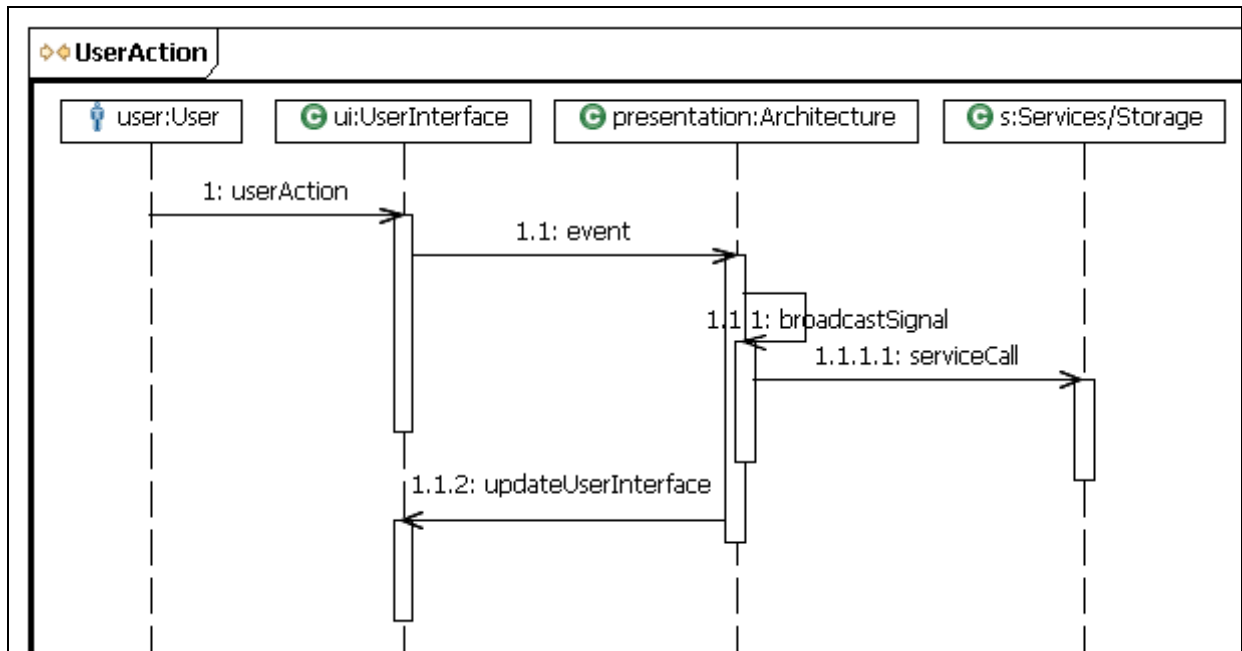 UserAction
user:User
ui:UserInterface
presentation:Architecture
s:Services/Storage
1: userAction
1.1: event
1.1.1: broadcastSignal
1.1.1.1: serviceCall
1.1.2: updateUserInterface